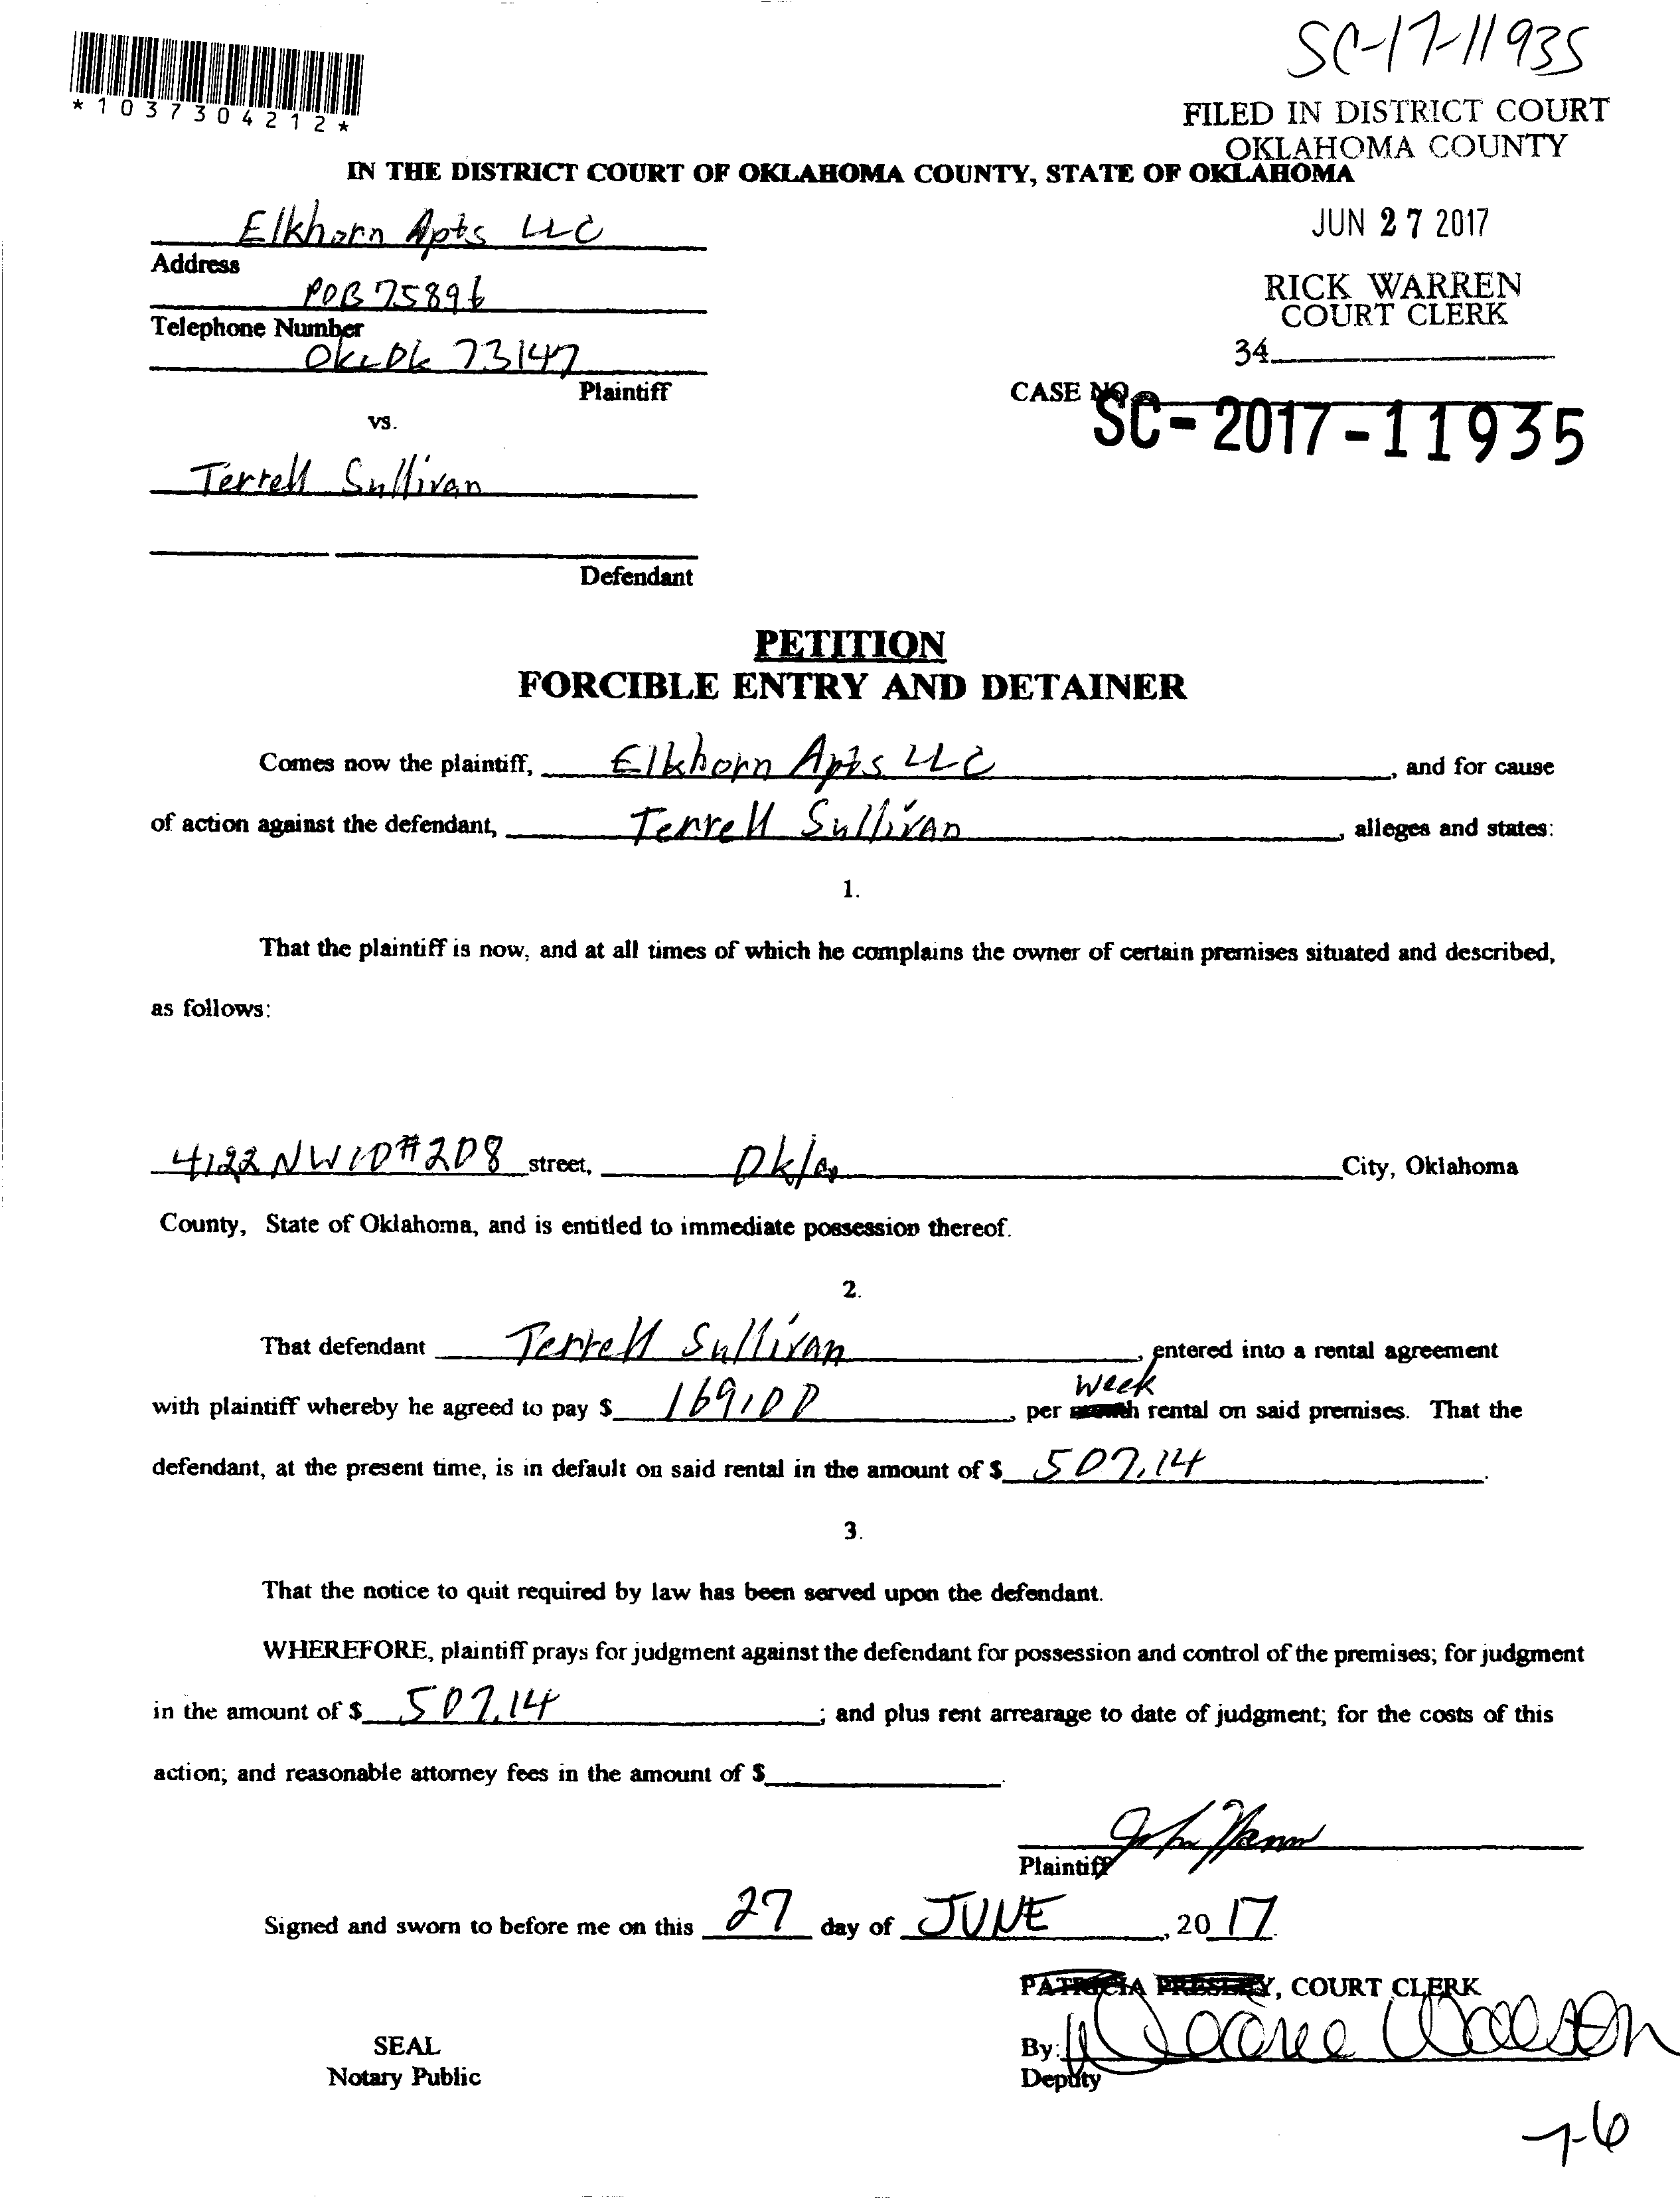 SC-17-11935
*1037304212*
FILED IN DISTRICT COURT
OKLAHOMA COUNTY
IN THE DISTRICT COURT OF OKLAHOMA COUNTY, STATE OF OKLAHOMA
Elkhorn Apts LLC
JUN 27 2017
Address
POB 75896
RICK WARREN
COURT CLERK
Telephone Number
OKC Ok 73147
34
Plaintiff
CASE NO.
SC-2017-11935
vs.
Terrell Sullivan
Defendant
PETITION
FORCIBLE ENTRY AND DETAINER
Comes now the plaintiff, Elkhorn Apts LLC, and for cause
of action against the defendant, Terrell Sullivan, alleges and states:
1.
That the plaintiff is now, and at all times of which he complains the owner of certain premises situated and described,
as follows:
4122 NW 10 #208 street, Okla City, Oklahoma
County, State of Oklahoma, and is entitled to immediate possession thereof.
2.
That defendant Terrell Sullivan, entered into a rental agreement
week
with plaintiff whereby he agreed to pay $ 169.00, per month rental on said premises. That the
defendant, at the present time, is in default on said rental in the amount of $ 507.14.
3.
That the notice to quit required by law has been served upon the defendant.
WHEREFORE, plaintiff prays for judgment against the defendant for possession and control of the premises; for judgment
in the amount of $ 507.14; and plus rent arrearage to date of judgment; for the costs of this
action; and reasonable attorney fees in the amount of $.
Plaintiff
Signed and sworn to before me on this 27 day of JUNE, 2017.
PATRICIA PRESLEY, COURT CLERK
SEAL
By:
Notary Public
Deputy
7-6